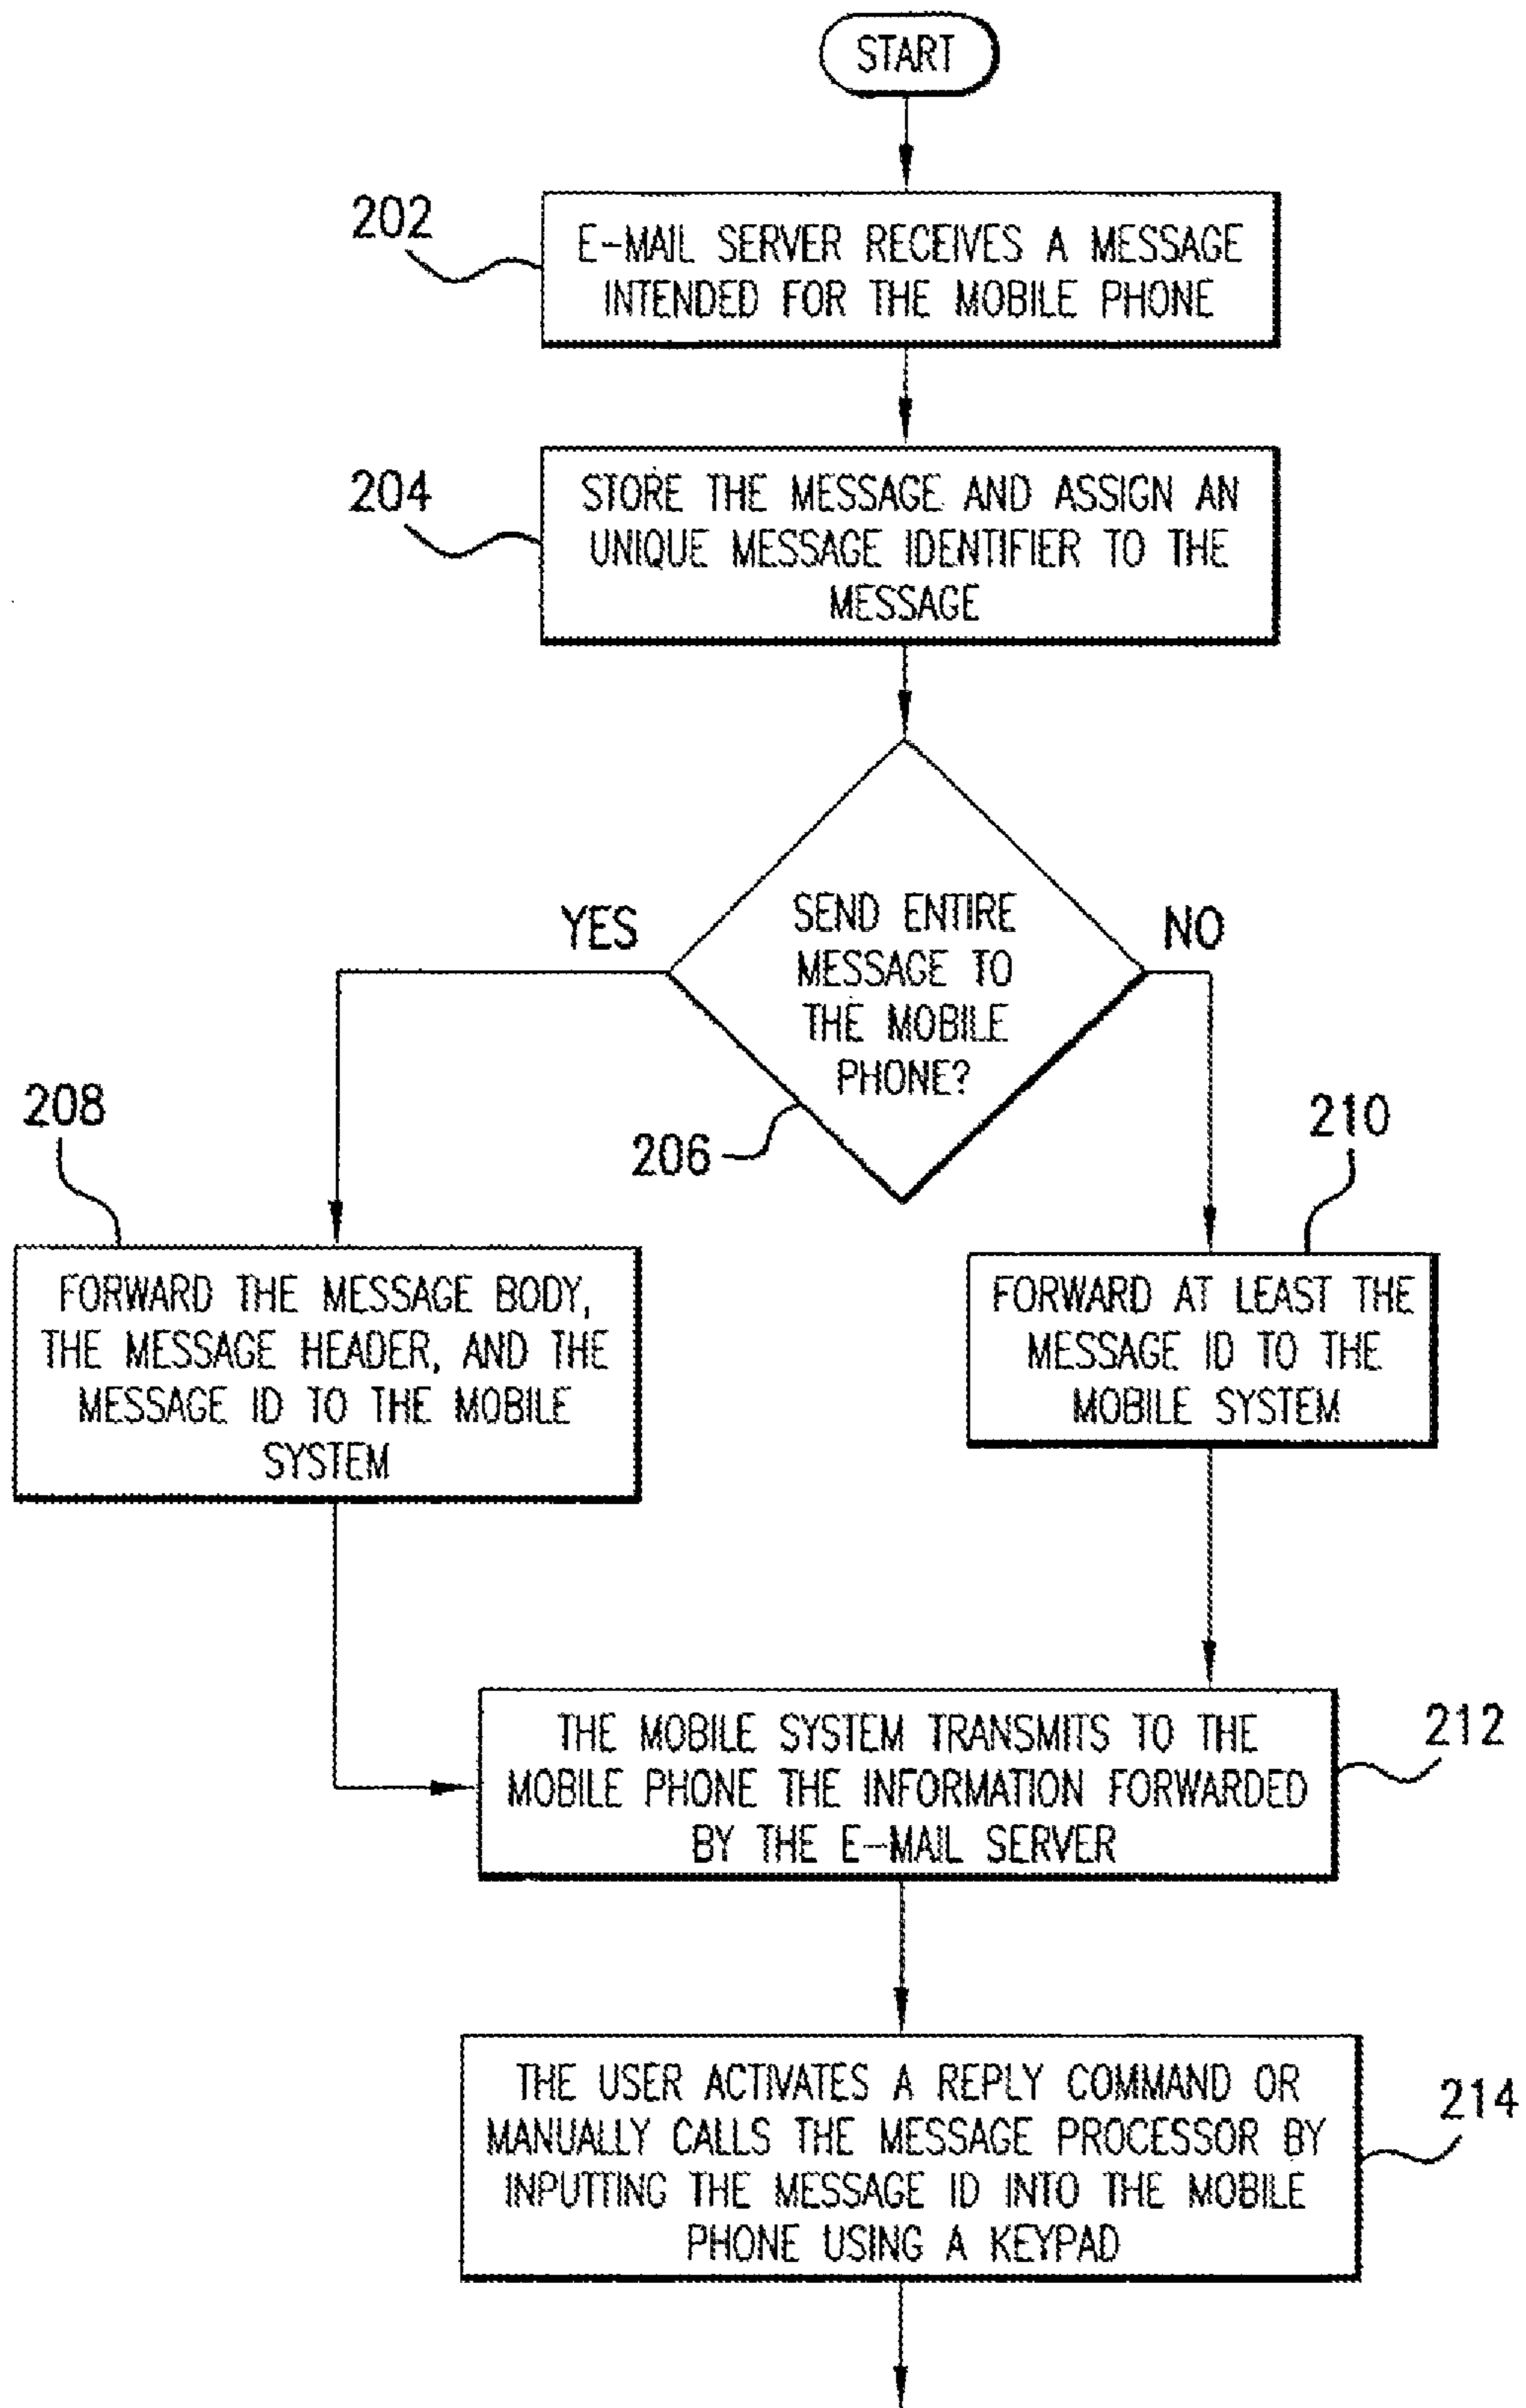 START
202
E-MAIL SERVER RECEIVES A MESSAGE
INTENDED FOR THE MOBILE PHONE
204
STORE THE MESSAGE AND ASSIGN AN
UNIQUE MESSAGE IDENTIFIER TO THE
MESSAGE
YES
SEND ENTIRE
MESSAGE TO
THE MOBILE
PHONE?
NO
206
208
FORWARD THE MESSAGE BODY,
THE MESSAGE HEADER, AND THE
MESSAGE ID TO THE MOBILE
SYSTEM
210
FORWARD AT LEAST THE
MESSAGE ID TO THE
MOBILE SYSTEM
THE MOBILE SYSTEM TRANSMITS TO THE
MOBILE PHONE THE INFORMATION FORWARDED
BY THE E-MAIL SERVER
212
THE USER ACTIVATES A REPLY COMMAND OR
MANUALLY CALLS THE MESSAGE PROCESSOR BY
INPUTTING THE MESSAGE ID INTO THE MOBILE
PHONE USING A KEYPAD
214